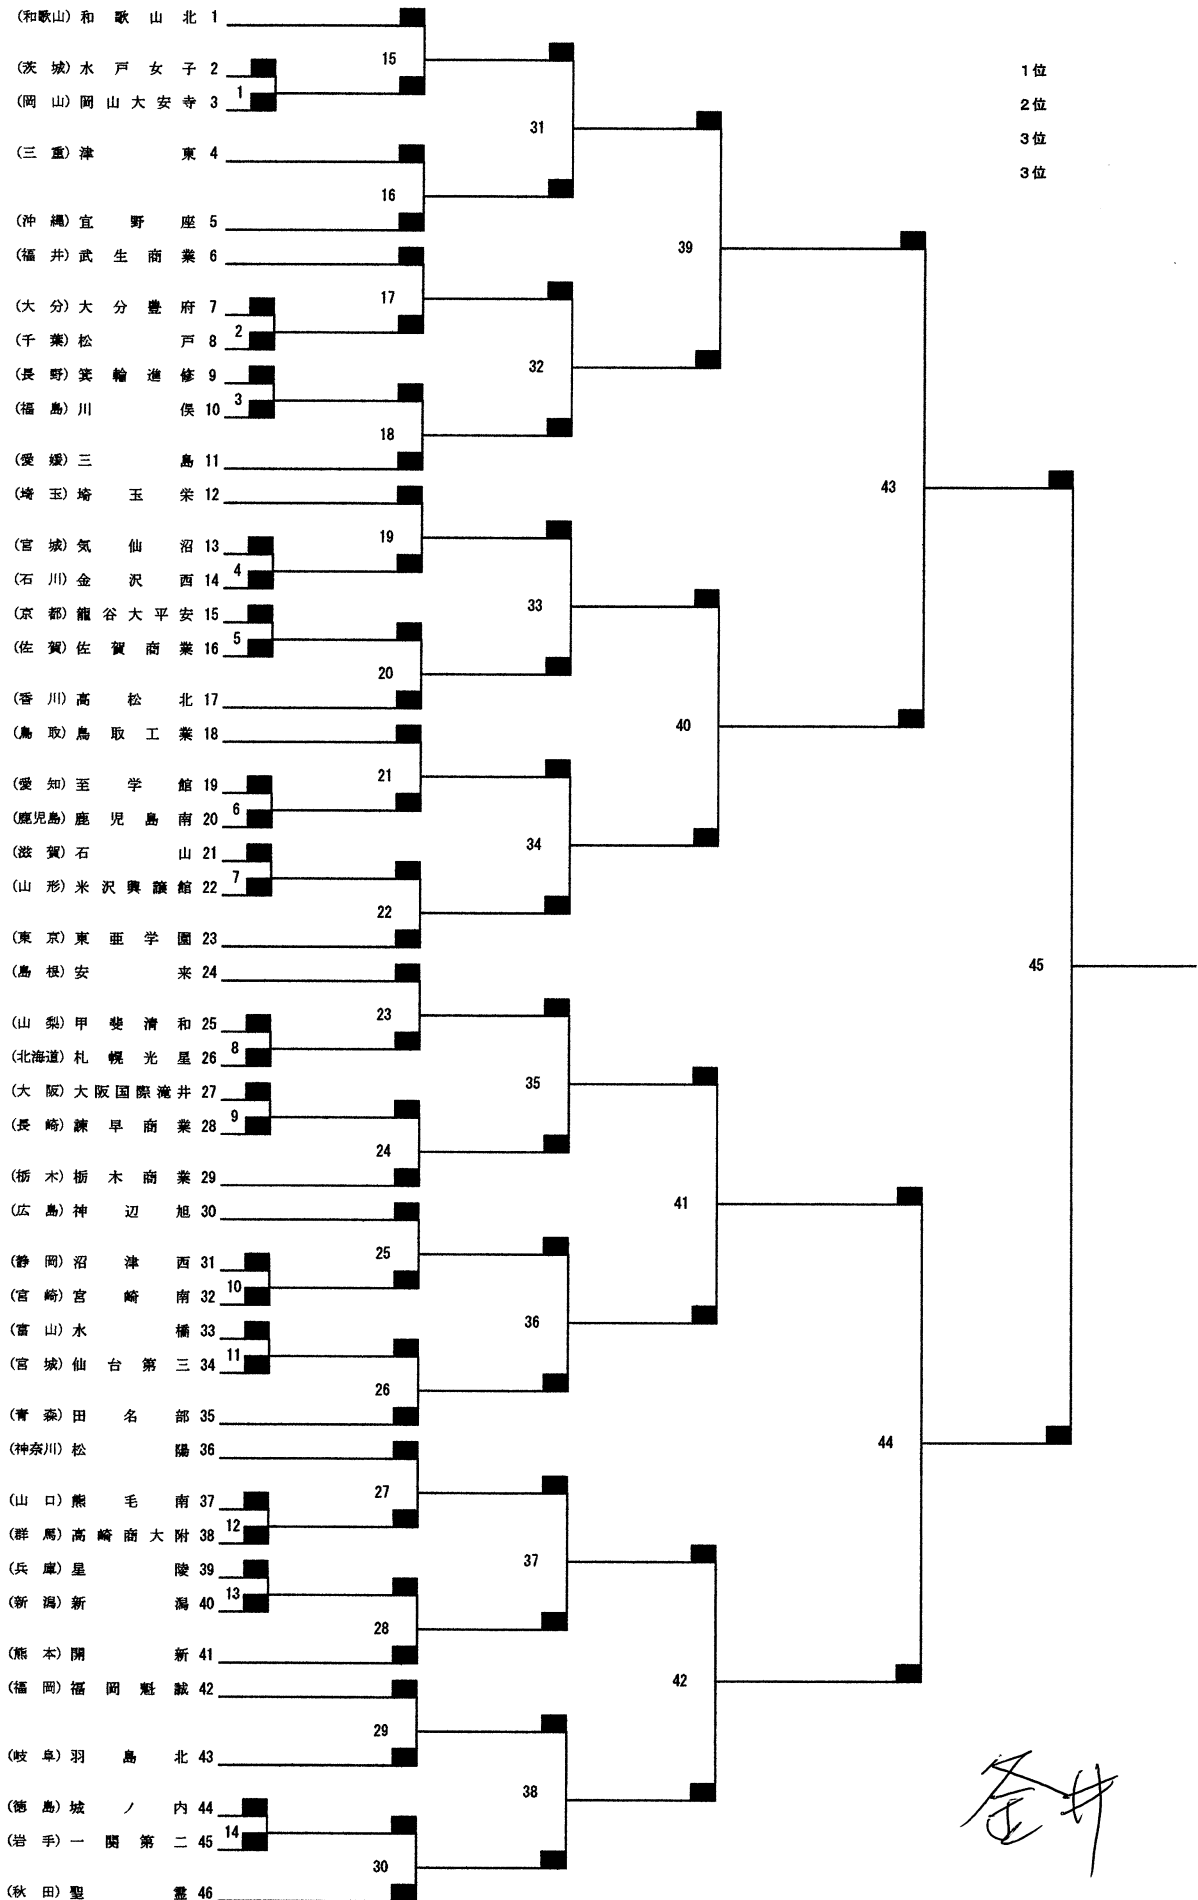 (和歌山) 和歌山北 1
(茨城) 水戸女子 2
(岡山) 岡山大安寺 3
(三重) 津東 4
(沖縄) 宜野座 5
(福井) 武生商業 6
(大分) 大分豊府 7
(千葉) 松戸 8
(長野) 箕輪進修 9
(福島) 川俣 10
(愛媛) 三島 11
(埼玉) 埼玉栄 12
(宮城) 気仙沼 13
(石川) 金沢西 14
(京都) 龍谷大平安 15
(佐賀) 佐賀商業 16
(香川) 高松北 17
(鳥取) 鳥取工業 18
(愛知) 至学館 19
(鹿児島) 鹿児島南 20
(滋賀) 石山 21
(山形) 米沢興譲館 22
(東京) 東亜学園 23
(島根) 安来 24
(山梨) 甲斐清和 25
(北海道) 札幌光星 26
(大阪) 大阪国際滝井 27
(長崎) 諫早商業 28
(栃木) 栃木商業 29
(広島) 神辺旭 30
(静岡) 沼津西 31
(宮崎) 宮崎南 32
(富山) 水橋 33
(宮城) 仙台第三 34
(青森) 田名部 35
(神奈川) 松陽 36
(山口) 熊毛南 37
(群馬) 高崎商大附 38
(兵庫) 星陵 39
(新潟) 新潟 40
(熊本) 開新 41
(福岡) 福岡魁誠 42
(岐阜) 羽島北 43
(徳島) 城ノ内 44
(岩手) 一関第二 45
(秋田) 聖霊 46
1
2
3
4
5
6
7
8
9
10
11
12
13
14
15
16
17
18
19
20
21
22
23
24
25
26
27
28
29
30
31
32
33
34
35
36
37
38
39
40
41
42
43
44
45
1位
2位
3位
3位